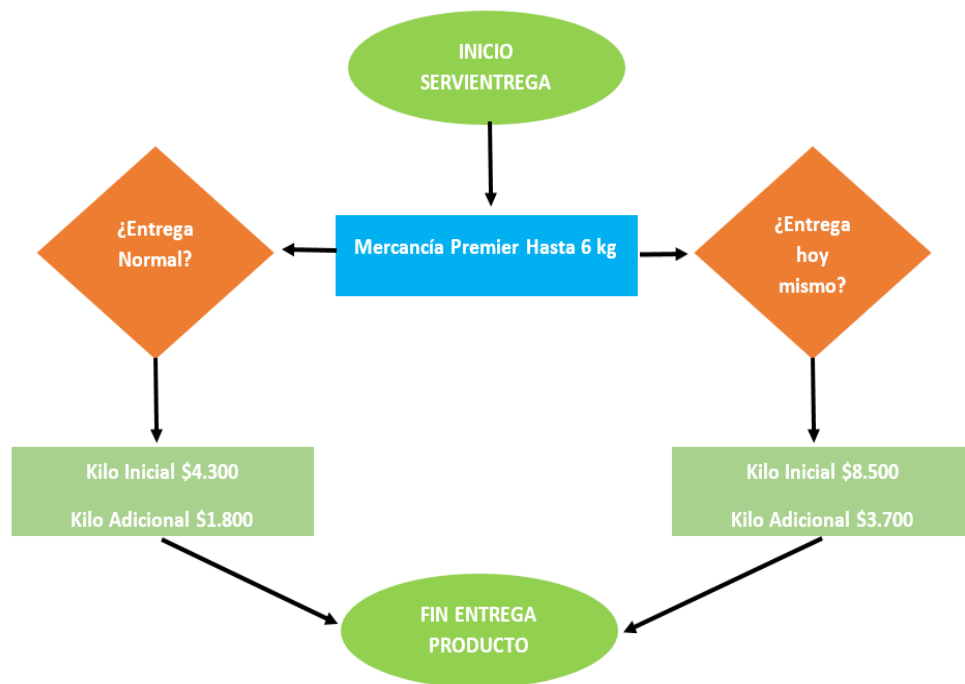 INICIO
SERVIENTREGA
¿Entrega
Normal?
Mercancía Premier Hasta 6 kg
¿Entrega
hoy
mismo?
Kilo Inicial $4.300
Kilo Adicional $1.800
Kilo Inicial $8.500
Kilo Adicional $3.700
FIN ENTREGA
PRODUCTO